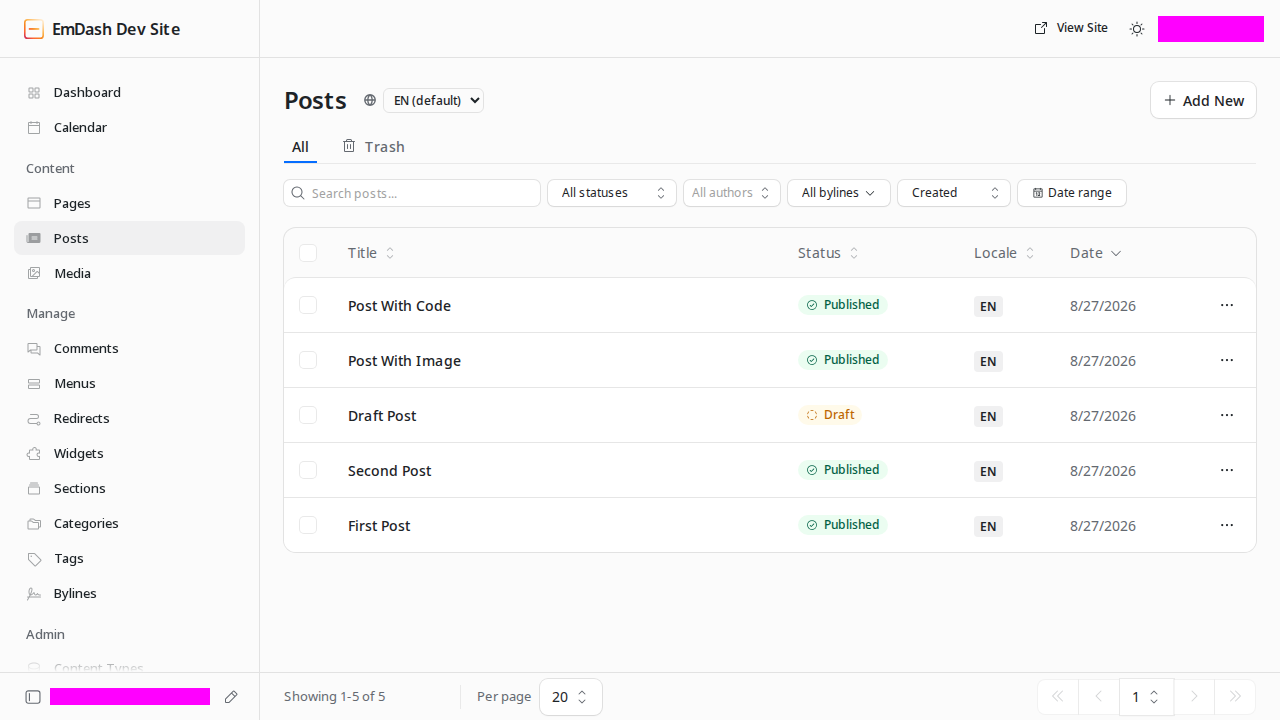 EmDash Dev Site
View Site
Dashboard
Calendar
Content
Pages
Posts
Media
Manage
Comments
Menus
Redirects
Widgets
Sections
Categories
Tags
Bylines
Admin
Content Types
Posts
EN (default)
Add New
All
Trash
Search posts...
All statuses
All authors
All bylines
Created
Date range
Title Status Locale Date
Post With Code Published EN 8/27/2026
Post With Image Published EN 8/27/2026
Draft Post Draft EN 8/27/2026
Second Post Published EN 8/27/2026
First Post Published EN 8/27/2026
Showing 1-5 of 5
Per page 20
1